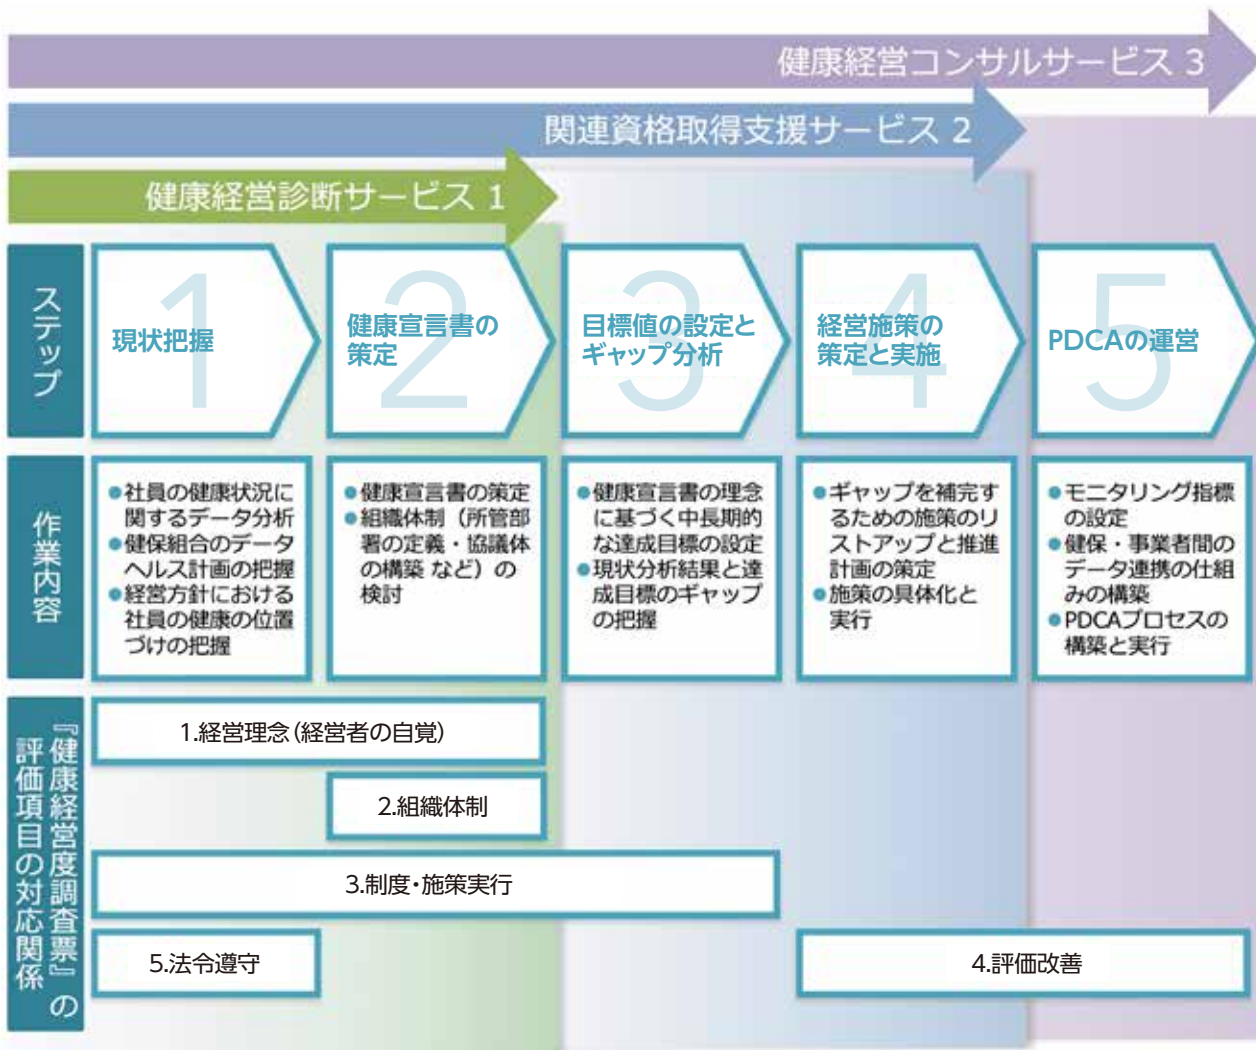 健康経営コンサルサービス 3
関連資格取得支援サービス 2
健康経営診断サービス 1
ステップ
1
現状把握
2
健康宣言書の
策定
3
目標値の設定と
ギャップ分析
4
経営施策の
策定と実施
5
PDCAの運営
作業内容
●社員の健康状況に
関するデータ分析
●健保組合のデータ
ヘルス計画の把握
●経営方針における
社員の健康の位置
づけの把握
●健康宣言書の策定
●組織体制（所管部
署の定義・協議体
の構築 など）の
検討
●健康宣言書の理念
に基づく中長期的
な達成目標の設定
●現状分析結果と達
成目標のギャップ
の把握
●ギャップを補完す
るための施策のリ
ストアップと推進
計画の策定
●施策の具体化と
実行
●モニタリング指標
の設定
●健保・事業者間の
データ連携の仕組
みの構築
●PDCAプロセスの
構築と実行
『健康経営度調査票』の
評価項目の対応関係
1.経営理念（経営者の自覚）
2.組織体制
3.制度・施策実行
5.法令遵守
4.評価改善